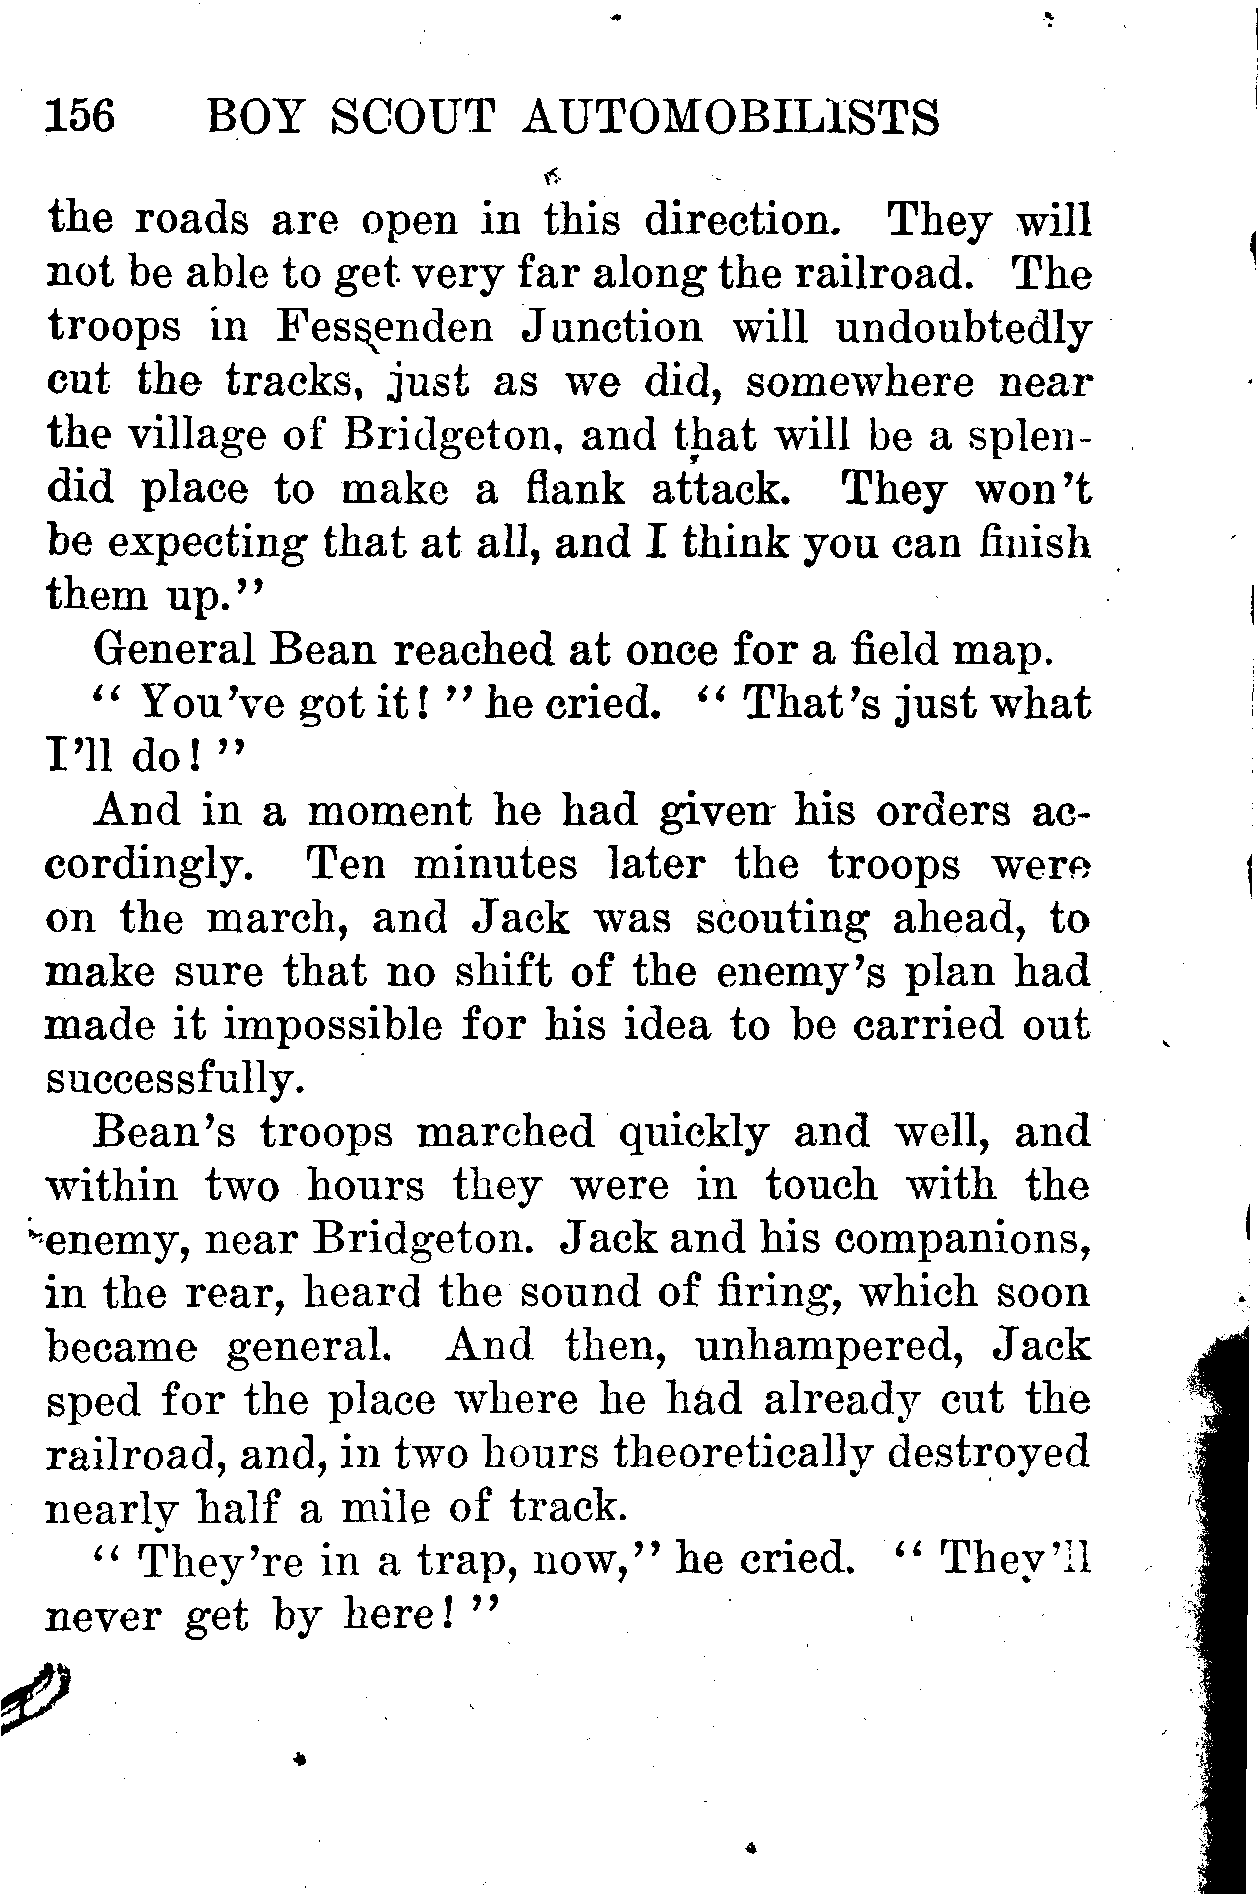 156 BOY SCOUT AUTOMOBILISTS
the roads are open in this direction. They will
not be able to get very far along the railroad. The
troops in Fessenden Junction will undoubtedly
cut the tracks, just as we did, somewhere near
the village of Bridgeton, and that will be a splen-
did place to make a flank attack. They won't
be expecting that at all, and I think you can finish
them up."
General Bean reached at once for a field map.
" You've got it! " he cried. " That's just what
I'll do! "
And in a moment he had given his orders ac-
cordingly. Ten minutes later the troops were
on the march, and Jack was scouting ahead, to
make sure that no shift of the enemy's plan had
made it impossible for his idea to be carried out
successfully.
Bean's troops marched quickly and well, and
within two hours they were in touch with the
enemy, near Bridgeton. Jack and his companions,
in the rear, heard the sound of firing, which soon
became general. And then, unhampered, Jack
sped for the place where he had already cut the
railroad, and, in two hours theoretically destroyed
nearly half a mile of track.
" They're in a trap, now," he cried. " They'll
never get by here! "